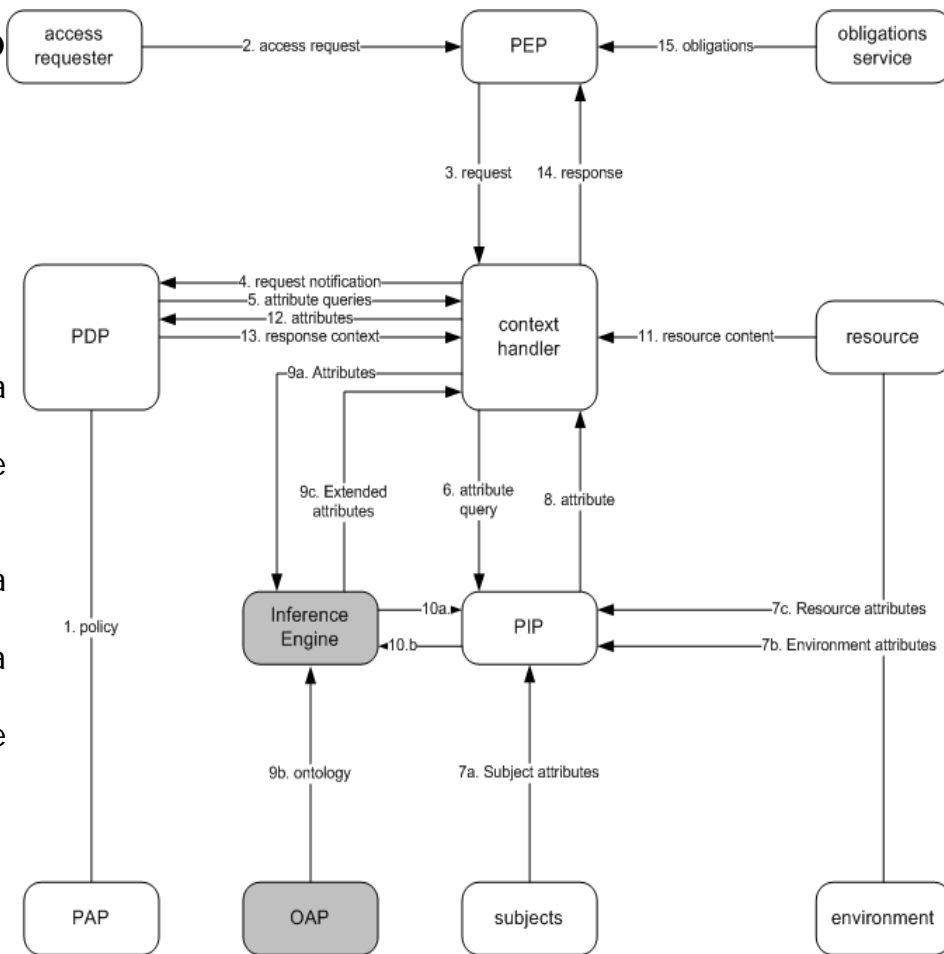 access
requester
2. access request
PEP
15. obligations
obligations
service
3. request
14. response
4. request notification
5. attribute queries
12. attributes
13. response context
PDP
context
handler
11. resource content
resource
9a. Attributes
a
e
9c. Extended
attributes
6. attribute
query
8. attribute
a
Inference
Engine
10a.
10.b
PIP
7c. Resource attributes
7b. Environment attributes
1. policy
a
e
9b. ontology
7a. Subject attributes
PAP
OAP
subjects
environment